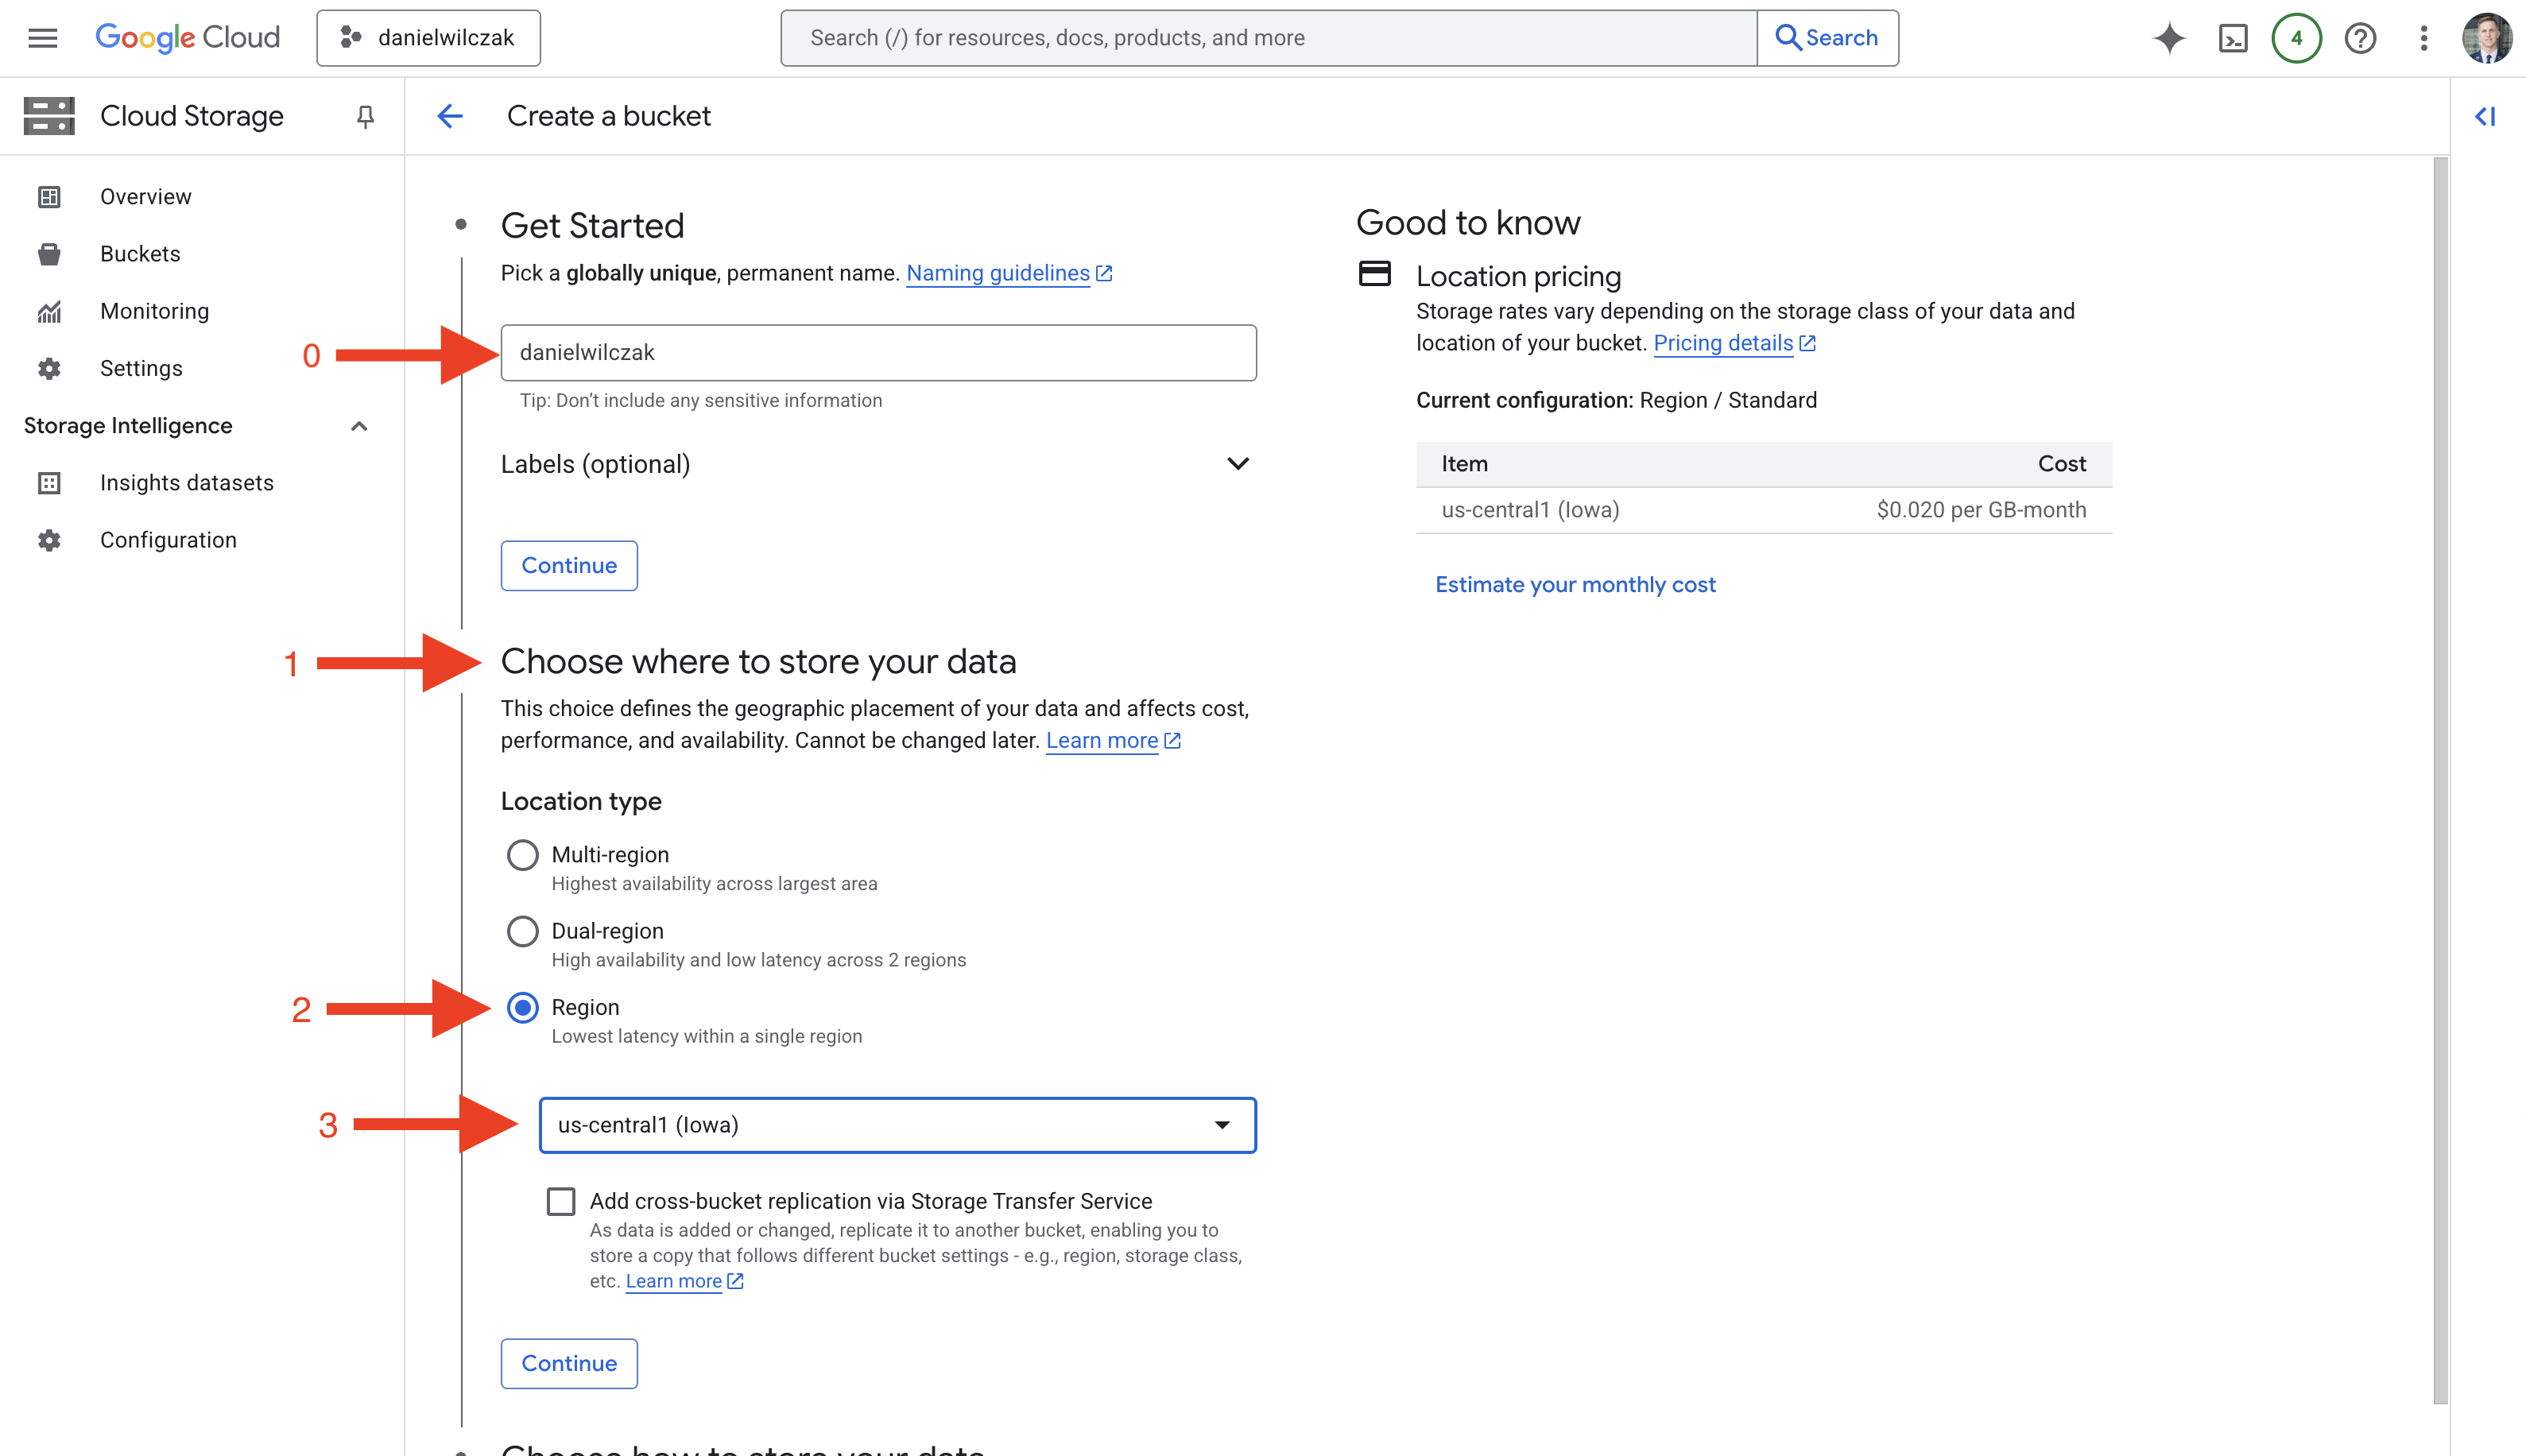 Google Cloud
danielwilczak
Search (/) for resources, docs, products, and more
Search
4
Cloud Storage
Create a bucket
Overview
Buckets
Monitoring
Settings
Storage Intelligence
Insights datasets
Configuration
Get Started
Pick a globally unique, permanent name. Naming guidelines
0
danielwilczak
Tip: Don’t include any sensitive information
Labels (optional)
Continue
1
Choose where to store your data
This choice defines the geographic placement of your data and affects cost,
performance, and availability. Cannot be changed later. Learn more
Location type
Multi-region
Highest availability across largest area
Dual-region
High availability and low latency across 2 regions
2
Region
Lowest latency within a single region
3
us-central1 (Iowa)
Add cross-bucket replication via Storage Transfer Service
As data is added or changed, replicate it to another bucket, enabling you to
store a copy that follows different bucket settings - e.g., region, storage class,
etc. Learn more
Continue
Choose how to store your data
Good to know
Location pricing
Storage rates vary depending on the storage class of your data and
location of your bucket. Pricing details
Current configuration: Region / Standard
Item Cost
us-central1 (Iowa) $0.020 per GB-month
Estimate your monthly cost